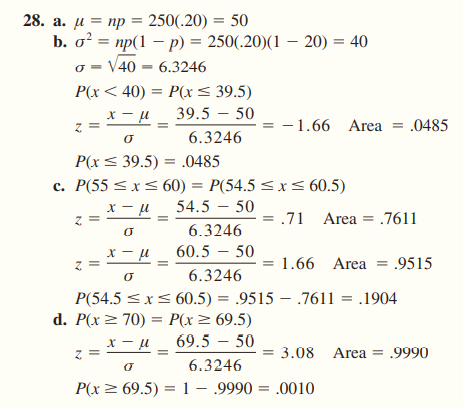 28. a. μ = np = 250(.20) = 50
b. σ² = np(1 − p) = 250(.20)(1 − 20) = 40
σ = √40 = 6.3246
P(x < 40) = P(x ≤ 39.5)
z = (x − μ)/σ = (39.5 − 50)/6.3246 = −1.66 Area = .0485
P(x ≤ 39.5) = .0485
c. P(55 ≤ x ≤ 60) = P(54.5 ≤ x ≤ 60.5)
z = (x − μ)/σ = (54.5 − 50)/6.3246 = .71 Area = .7611
z = (x − μ)/σ = (60.5 − 50)/6.3246 = 1.66 Area = .9515
P(54.5 ≤ x ≤ 60.5) = .9515 − .7611 = .1904
d. P(x ≥ 70) = P(x ≥ 69.5)
z = (x − μ)/σ = (69.5 − 50)/6.3246 = 3.08 Area = .9990
P(x ≥ 69.5) = 1 − .9990 = .0010